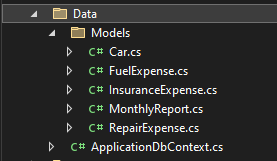 Data
Models
C# Car.cs
C# FuelExpense.cs
C# InsuranceExpense.cs
C# MonthlyReport.cs
C# RepairExpense.cs
C# ApplicationDbContext.cs